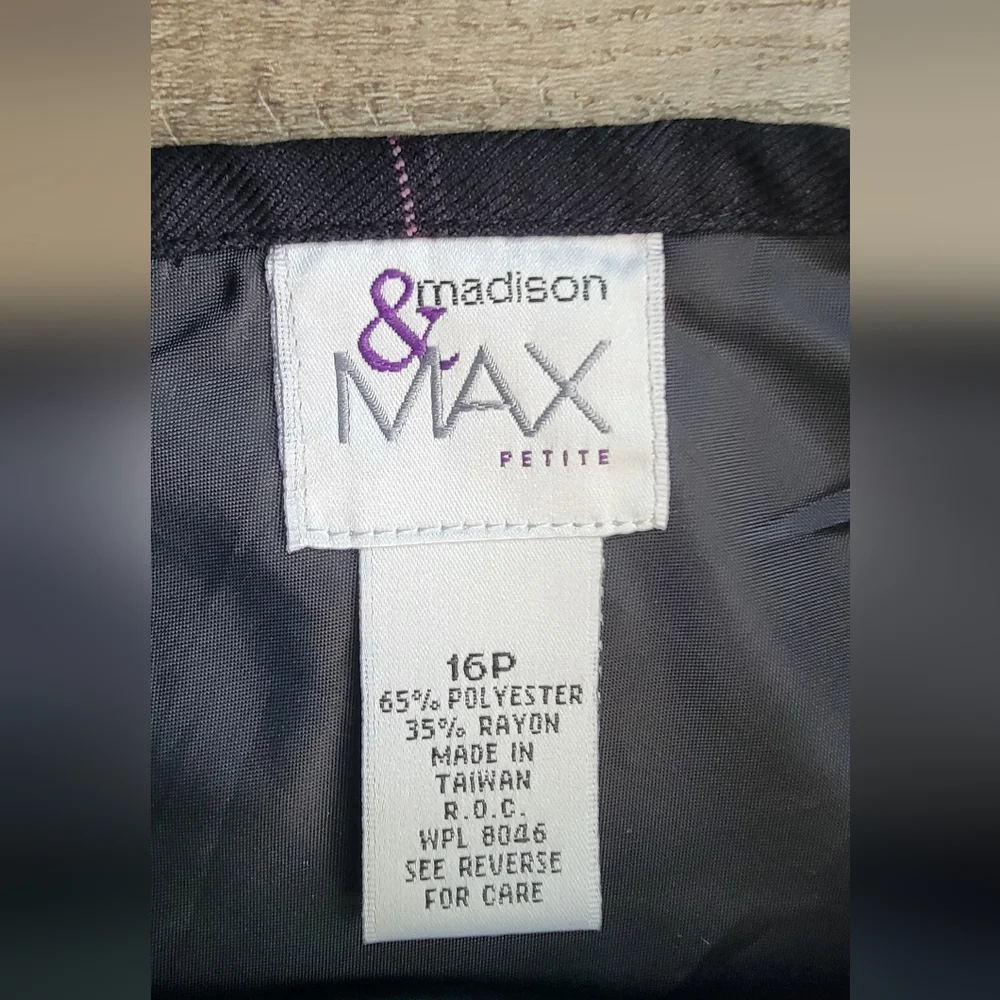 &madison
MAX
PETITE
16P
65% POLYESTER
35% RAYON
MADE IN
TAIWAN
R.O.C.
WPL 8046
SEE REVERSE
FOR CARE